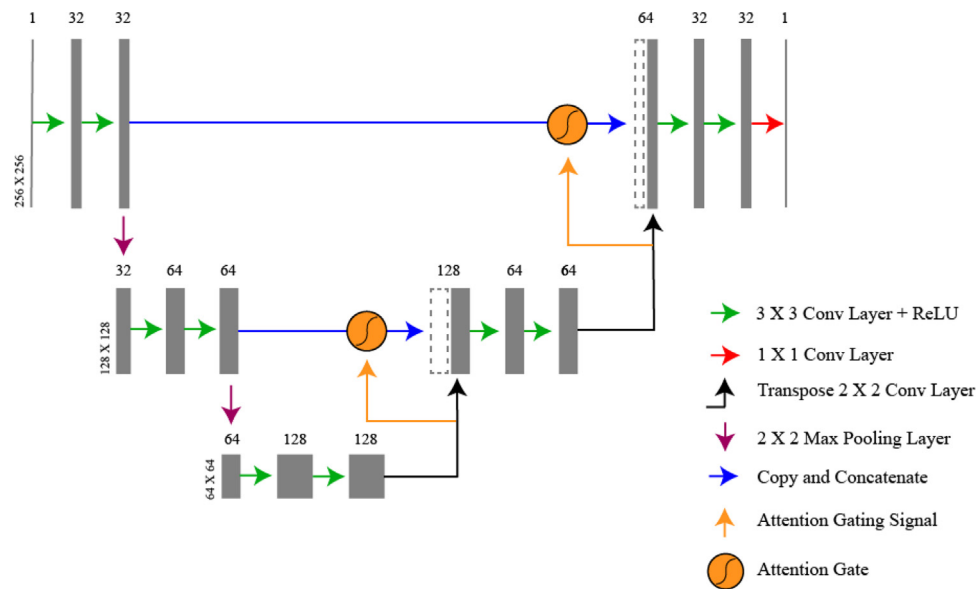 1 32 32 64 32 32 1
256 X 256
32 64 64 128 64 64
128 X 128
64 128 128
64 X 64
3 X 3 Conv Layer + ReLU
1 X 1 Conv Layer
Transpose 2 X 2 Conv Layer
2 X 2 Max Pooling Layer
Copy and Concatenate
Attention Gating Signal
Attention Gate